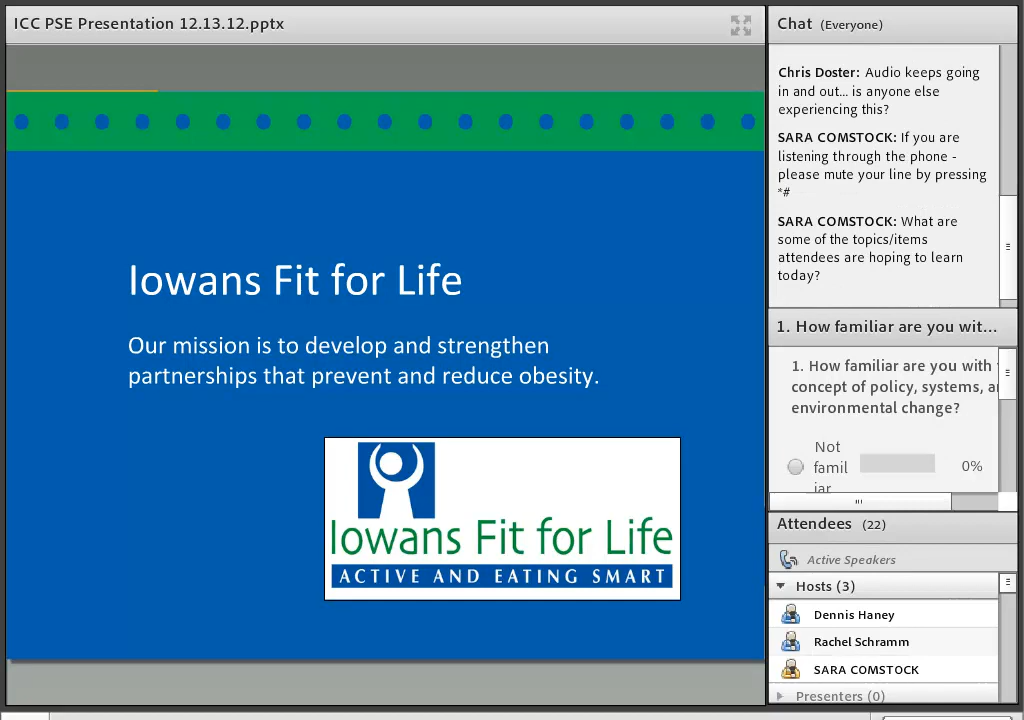 ICC PSE Presentation 12.13.12.pptx
Iowans Fit for Life
Our mission is to develop and strengthen
partnerships that prevent and reduce obesity.
Iowans Fit for Life
ACTIVE AND EATING SMART
Chat (Everyone)
Chris Doster: Audio keeps going
in and out... is anyone else
experiencing this?
SARA COMSTOCK: If you are
listening through the phone -
please mute your line by pressing
*#
SARA COMSTOCK: What are
some of the topics/items
attendees are hoping to learn
today?
1. How familiar are you wit...
1. How familiar are you with
concept of policy, systems, a
environmental change?
Not
famil
iar
0%
Attendees (22)
Active Speakers
Hosts (3)
Dennis Haney
Rachel Schramm
SARA COMSTOCK
Presenters (0)